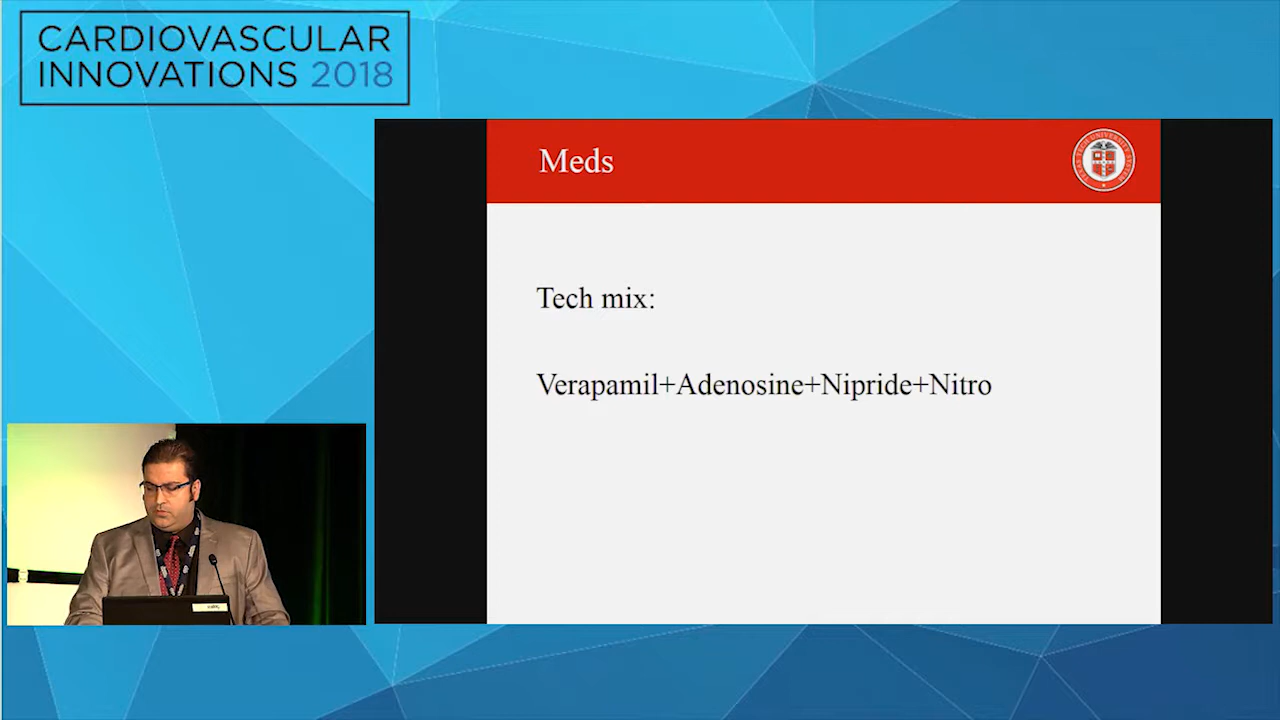 CARDIOVASCULAR
INNOVATIONS 2018
Meds
Tech mix:
Verapamil+Adenosine+Nipride+Nitro